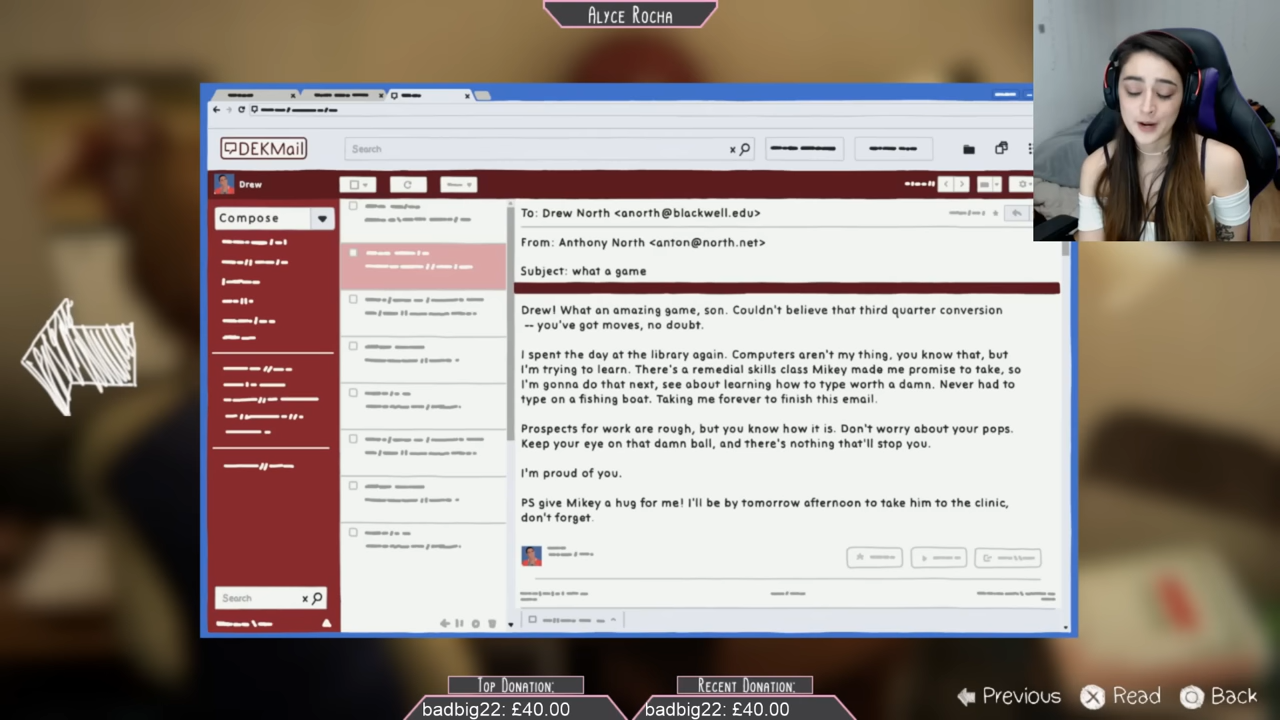 Alyce Rocha
DEKMail
Search
Drew
Compose
To: Drew North <anorth@blackwell.edu>
From: Anthony North <anton@north.net>
Subject: what a game
Drew! What an amazing game, son. Couldn't believe that third quarter conversion
-- you've got moves, no doubt.
I spent the day at the library again. Computers aren't my thing, you know that, but
I'm trying to learn. There's a remedial skills class Mikey made me promise to take, so
I'm gonna do that next, see about learning how to type worth a damn. Never had to
type on a fishing boat. Taking me forever to finish this email.
Prospects for work are rough, but you know how it is. Don't worry about your pops.
Keep your eye on that damn ball, and there's nothing that'll stop you.
I'm proud of you.
PS give Mikey a hug for me! I'll be by tomorrow afternoon to take him to the clinic,
don't forget.
Search
Top Donation:
badbig22: £40.00
Recent Donation:
badbig22: £40.00
Previous
Read
Back